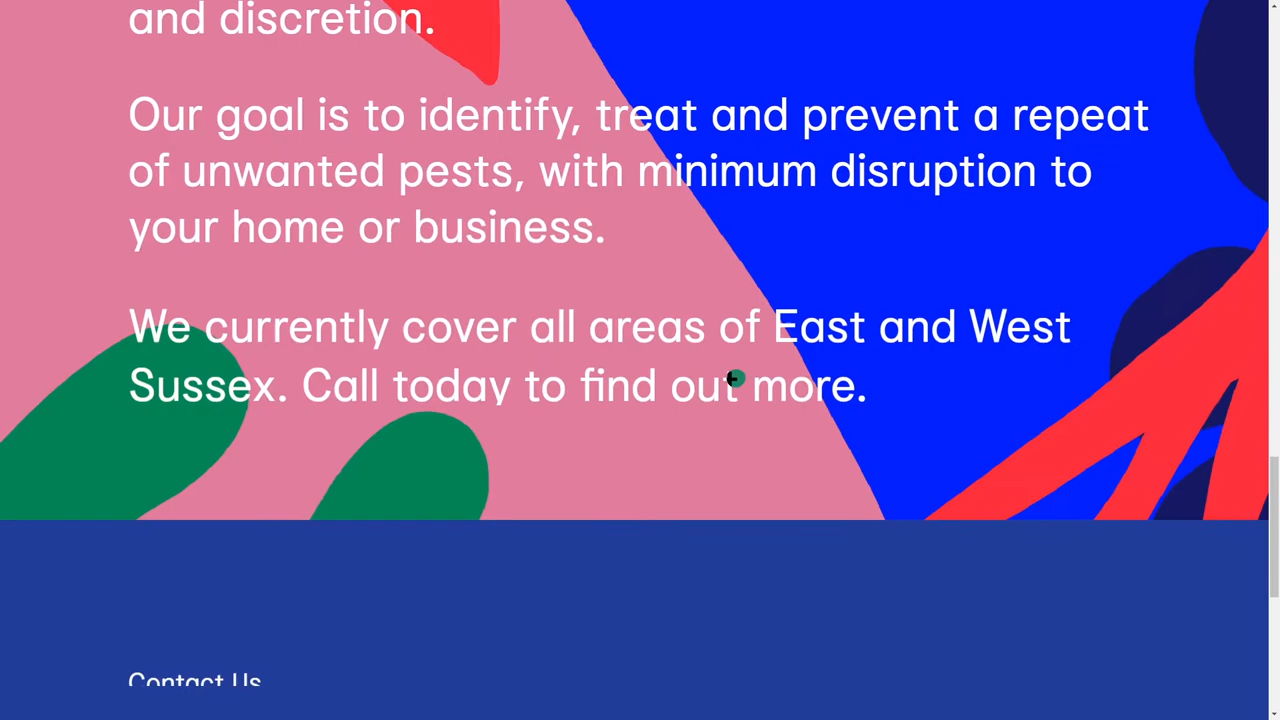 and discretion.
Our goal is to identify, treat and prevent a repeat
of unwanted pests, with minimum disruption to
your home or business.
We currently cover all areas of East and West
Sussex. Call today to find out more.
Contact Us